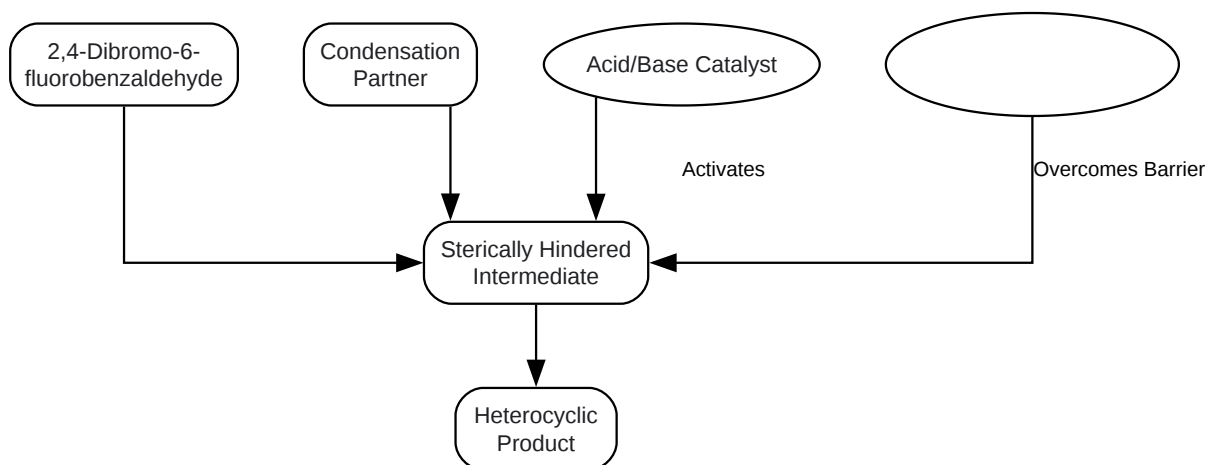 2,4-Dibromo-6-
fluorobenzaldehyde
Condensation
Partner
Acid/Base Catalyst
Activates
Overcomes Barrier
Sterically Hindered
Intermediate
Heterocyclic
Product